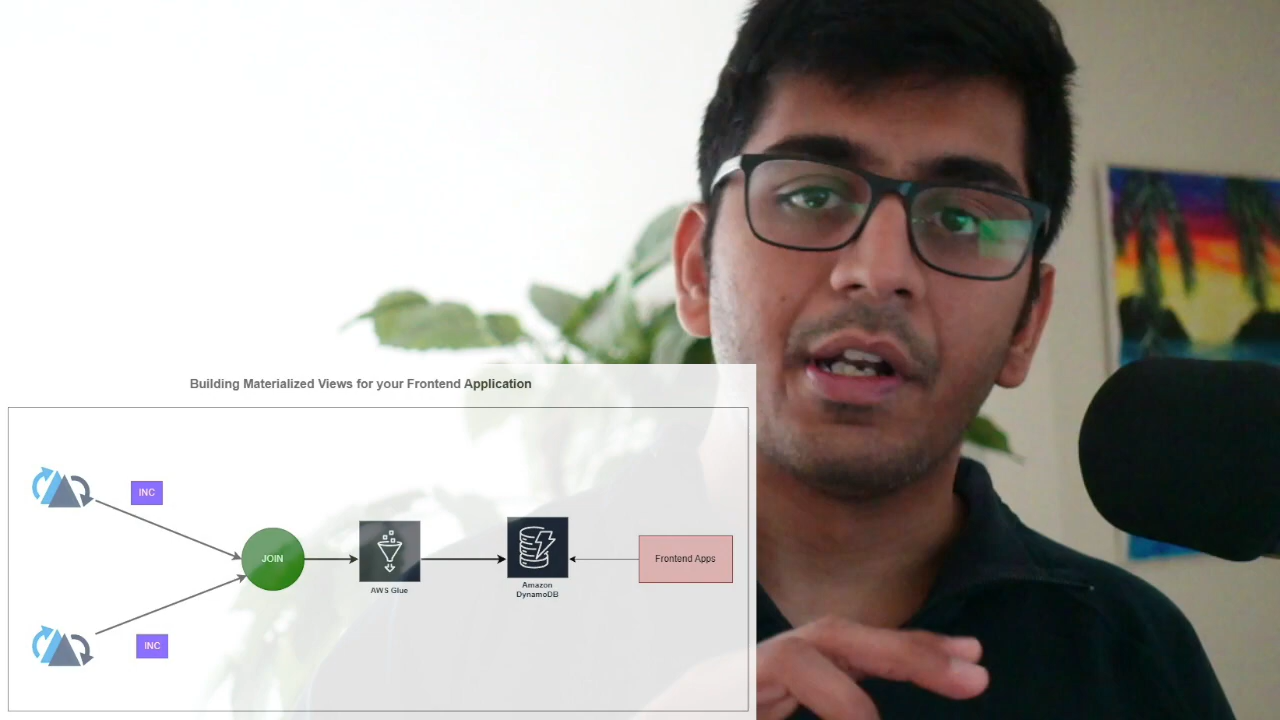 Building Materialized Views for your Frontend Application
INC
JOIN
AWS Glue
Amazon
DynamoDB
Frontend Apps
INC